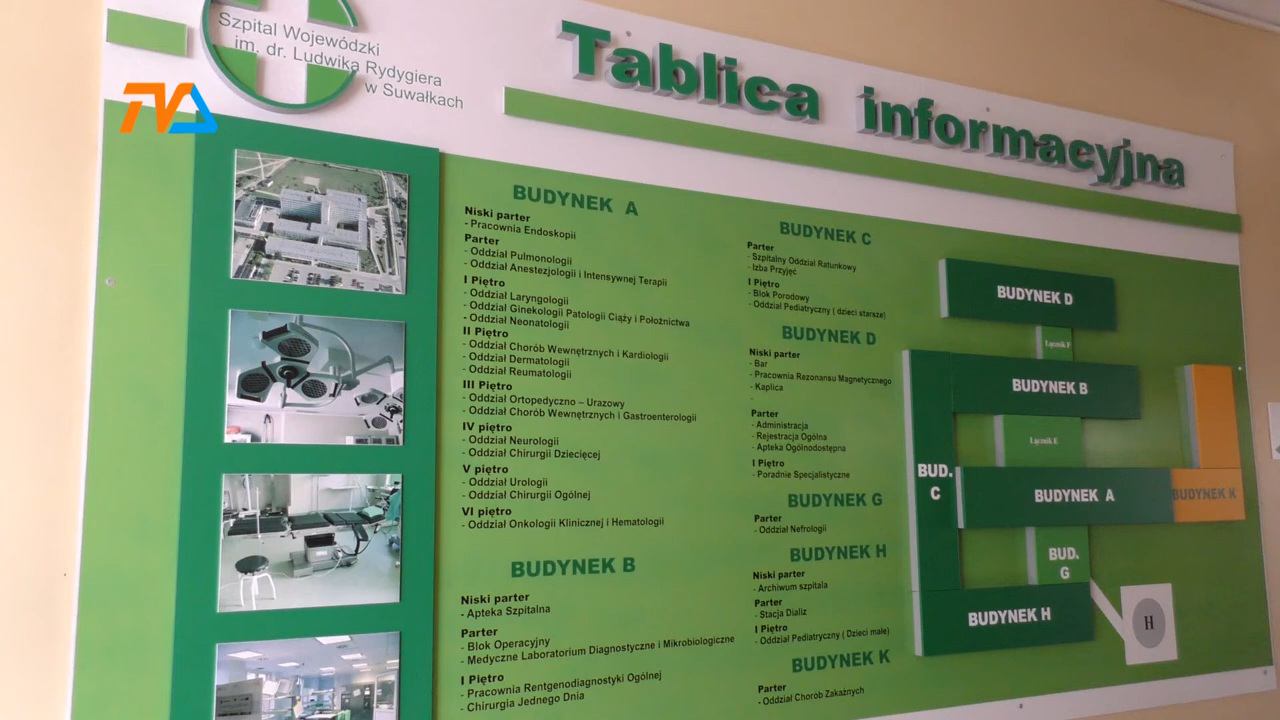 Szpital Wojewódzki
im. dr. Ludwika Rydygiera
w Suwałkach
TVA
Tablica informacyjna
BUDYNEK A
Niski parter
- Pracownia Endoskopii
Parter
- Oddział Pulmonologii
- Oddział Anestezjologii i Intensywnej Terapii
I Piętro
- Oddział Laryngologii
- Oddział Ginekologii Patologii Ciąży i Położnictwa
- Oddział Neonatologii
II Piętro
- Oddział Chorób Wewnętrznych i Kardiologii
- Oddział Dermatologii
- Oddział Reumatologii
III Piętro
- Oddział Ortopedyczno – Urazowy
- Oddział Chorób Wewnętrznych i Gastroenterologii
IV piętro
- Oddział Neurologii
- Oddział Chirurgii Dziecięcej
V piętro
- Oddział Urologii
- Oddział Chirurgii Ogólnej
VI piętro
- Oddział Onkologii Klinicznej i Hematologii
BUDYNEK B
Niski parter
- Apteka Szpitalna
Parter
- Blok Operacyjny
- Medyczne Laboratorium Diagnostyczne i Mikrobiologiczne
I Piętro
- Pracownia Rentgenodiagnostyki Ogólnej
- Chirurgia Jednego Dnia
BUDYNEK C
Parter
- Szpitalny Oddział Ratunkowy
- Izba Przyjęć
I Piętro
- Blok Porodowy
- Oddział Pediatryczny ( dzieci starsze)
BUDYNEK D
Niski parter
- Bar
- Pracownia Rezonansu Magnetycznego
- Kaplica
-
Parter
- Administracja
- Rejestracja Ogólna
- Apteka Ogólnodostępna
I Piętro
- Poradnie Specjalistyczne
BUDYNEK G
Parter
- Oddział Nefrologii
BUDYNEK H
Niski parter
- Archiwum szpitala
Parter
- Stacja Dializ
I Piętro
- Oddział Pediatryczny ( Dzieci małe)
BUDYNEK K
Parter
- Oddział Chorób Zakaźnych
BUDYNEK D
Łącznik F
BUDYNEK B
Łącznik E
BUD.
C
BUDYNEK A
BUDYNEK K
BUD.
G
BUDYNEK H
H